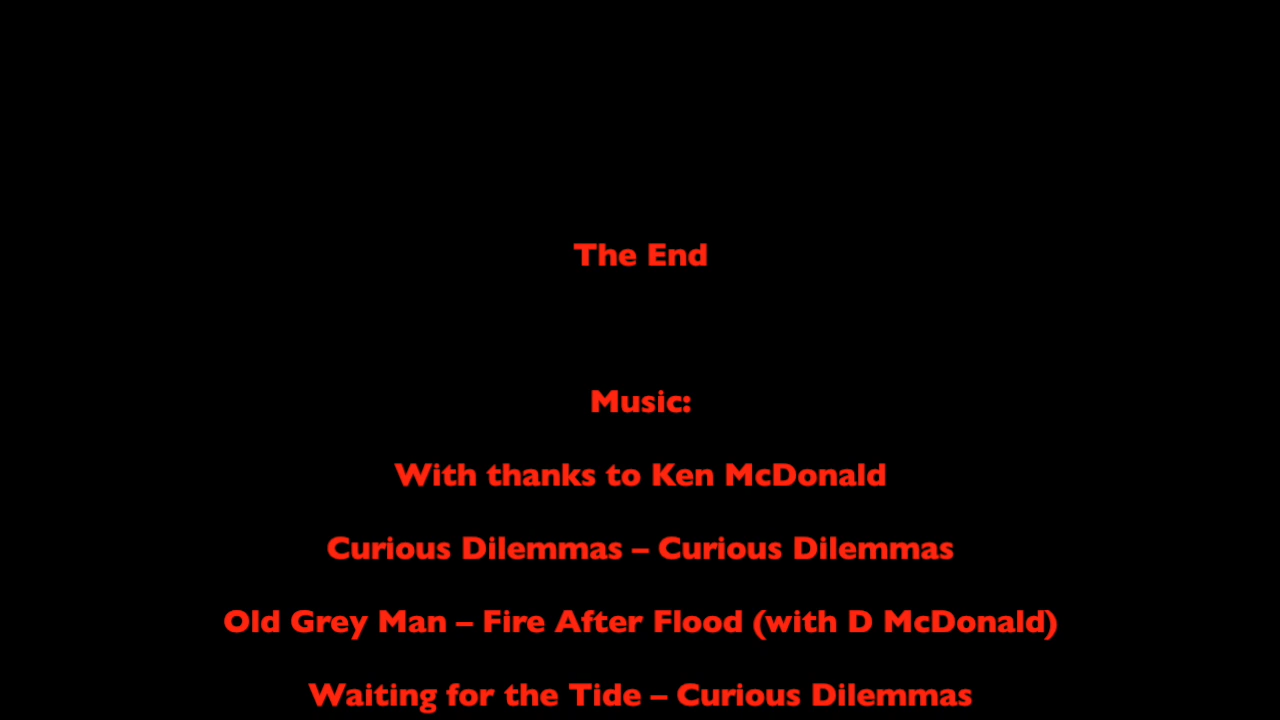 The End
Music:
With thanks to Ken McDonald
Curious Dilemmas – Curious Dilemmas
Old Grey Man – Fire After Flood (with D McDonald)
Waiting for the Tide – Curious Dilemmas